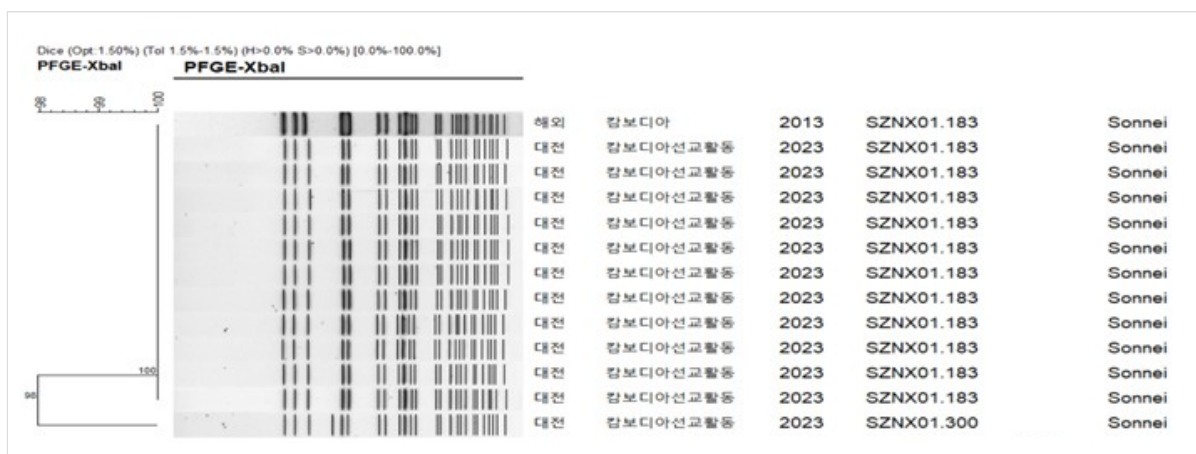 Dice (Opt:1.50%) (Tol 1.5%-1.5%) (H>0.0% S>0.0%) [0.0%-100.0%]
PFGE-XbaI PFGE-XbaI
98 99 100
해외 캄보디아 2013 SZNX01.183 Sonnei
대전 캄보디아선교활동 2023 SZNX01.183 Sonnei
대전 캄보디아선교활동 2023 SZNX01.183 Sonnei
대전 캄보디아선교활동 2023 SZNX01.183 Sonnei
대전 캄보디아선교활동 2023 SZNX01.183 Sonnei
대전 캄보디아선교활동 2023 SZNX01.183 Sonnei
대전 캄보디아선교활동 2023 SZNX01.183 Sonnei
대전 캄보디아선교활동 2023 SZNX01.183 Sonnei
대전 캄보디아선교활동 2023 SZNX01.183 Sonnei
대전 캄보디아선교활동 2023 SZNX01.183 Sonnei
100 대전 캄보디아선교활동 2023 SZNX01.183 Sonnei
98 대전 캄보디아선교활동 2023 SZNX01.183 Sonnei
대전 캄보디아선교활동 2023 SZNX01.300 Sonnei